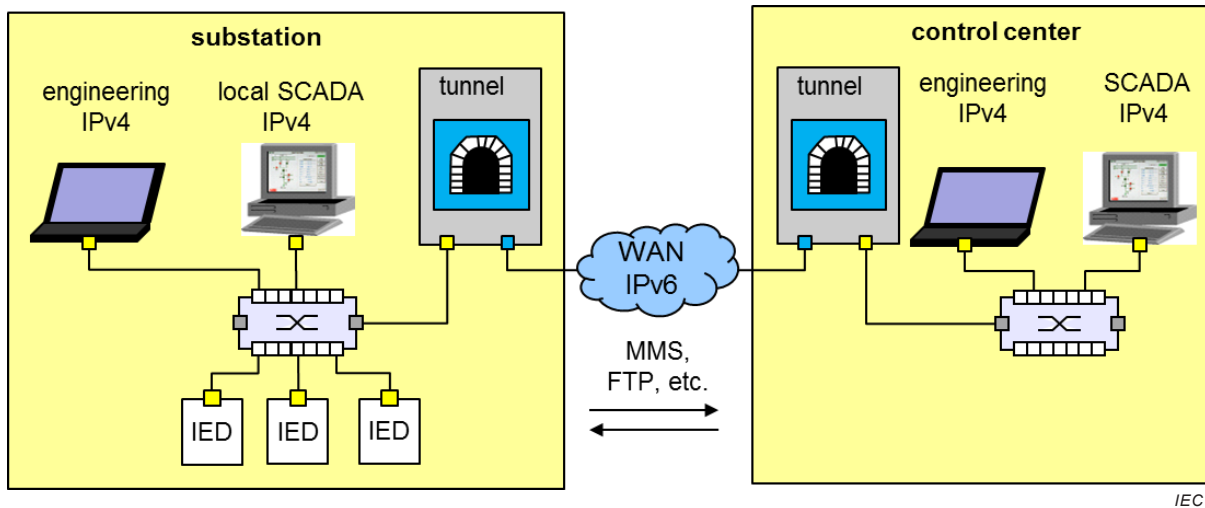 substation
engineering
IPv4
local SCADA
IPv4
tunnel
IED
IED
IED
WAN
IPv6
MMS,
FTP, etc.
control center
tunnel
engineering
IPv4
SCADA
IPv4
IEC